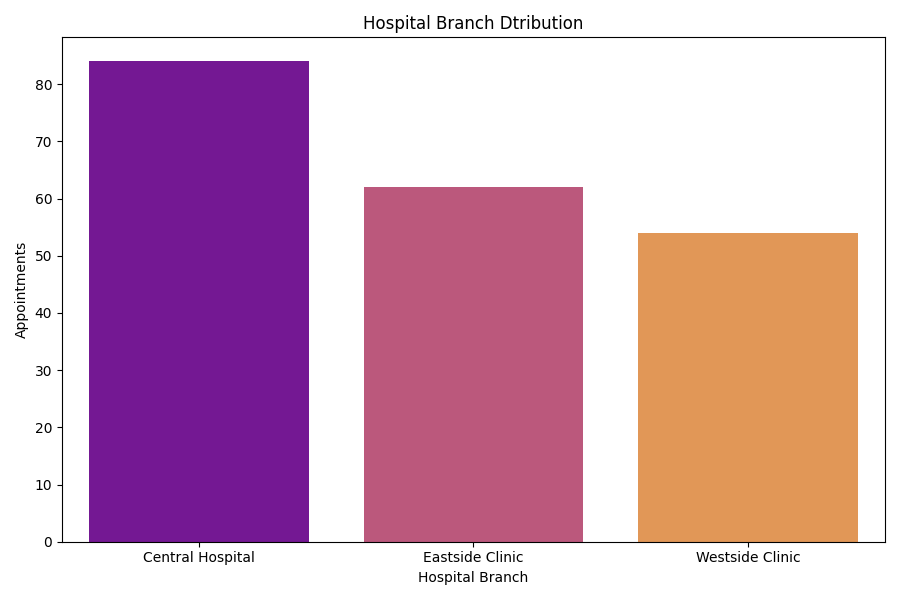 Hospital Branch Dtribution
Appointments
80
70
60
50
40
30
20
10
0
Central Hospital Eastside Clinic Westside Clinic
Hospital Branch